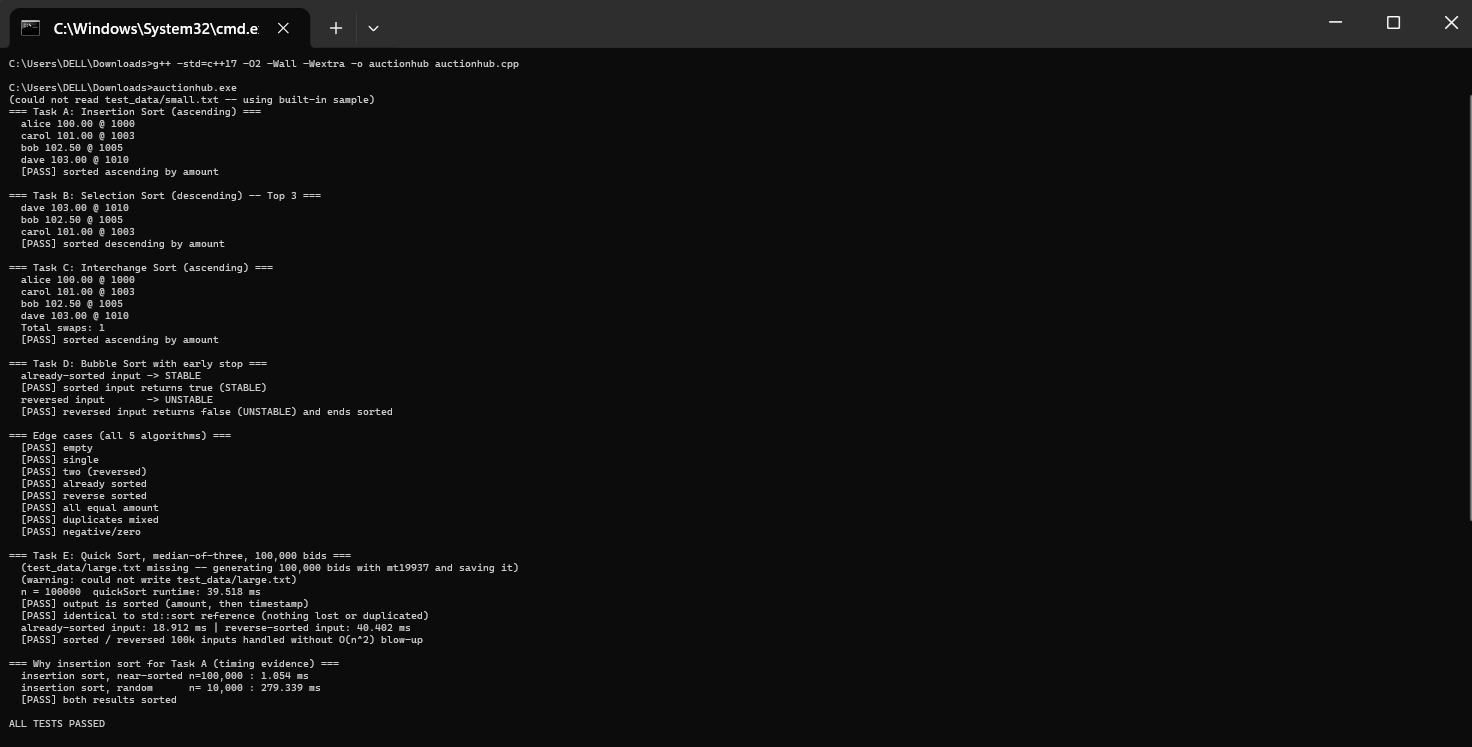 C:\Windows\System32\cmd.e
C:\Users\DELL\Downloads>g++ -std=c++17 -O2 -Wall -Wextra -o auctionhub auctionhub.cpp
C:\Users\DELL\Downloads>auctionhub.exe
(could not read test_data/small.txt -- using built-in sample)
=== Task A: Insertion Sort (ascending) ===
alice 100.00 @ 1000
carol 101.00 @ 1003
bob 102.50 @ 1005
dave 103.00 @ 1010
[PASS] sorted ascending by amount
=== Task B: Selection Sort (descending) -- Top 3 ===
dave 103.00 @ 1010
bob 102.50 @ 1005
carol 101.00 @ 1003
[PASS] sorted descending by amount
=== Task C: Interchange Sort (ascending) ===
alice 100.00 @ 1000
carol 101.00 @ 1003
bob 102.50 @ 1005
dave 103.00 @ 1010
Total swaps: 1
[PASS] sorted ascending by amount
=== Task D: Bubble Sort with early stop ===
already-sorted input -> STABLE
[PASS] sorted input returns true (STABLE)
reversed input       -> UNSTABLE
[PASS] reversed input returns false (UNSTABLE) and ends sorted
=== Edge cases (all 5 algorithms) ===
[PASS] empty
[PASS] single
[PASS] two (reversed)
[PASS] already sorted
[PASS] reverse sorted
[PASS] all equal amount
[PASS] duplicates mixed
[PASS] negative/zero
=== Task E: Quick Sort, median-of-three, 100,000 bids ===
(test_data/large.txt missing -- generating 100,000 bids with mt19937 and saving it)
(warning: could not write test_data/large.txt)
n = 100000  quickSort runtime: 39.518 ms
[PASS] output is sorted (amount, then timestamp)
[PASS] identical to std::sort reference (nothing lost or duplicated)
already-sorted input: 18.912 ms | reverse-sorted input: 40.402 ms
[PASS] sorted / reversed 100k inputs handled without O(n^2) blow-up
=== Why insertion sort for Task A (timing evidence) ===
insertion sort, near-sorted n=100,000 : 1.054 ms
insertion sort, random      n= 10,000 : 279.339 ms
[PASS] both results sorted
ALL TESTS PASSED